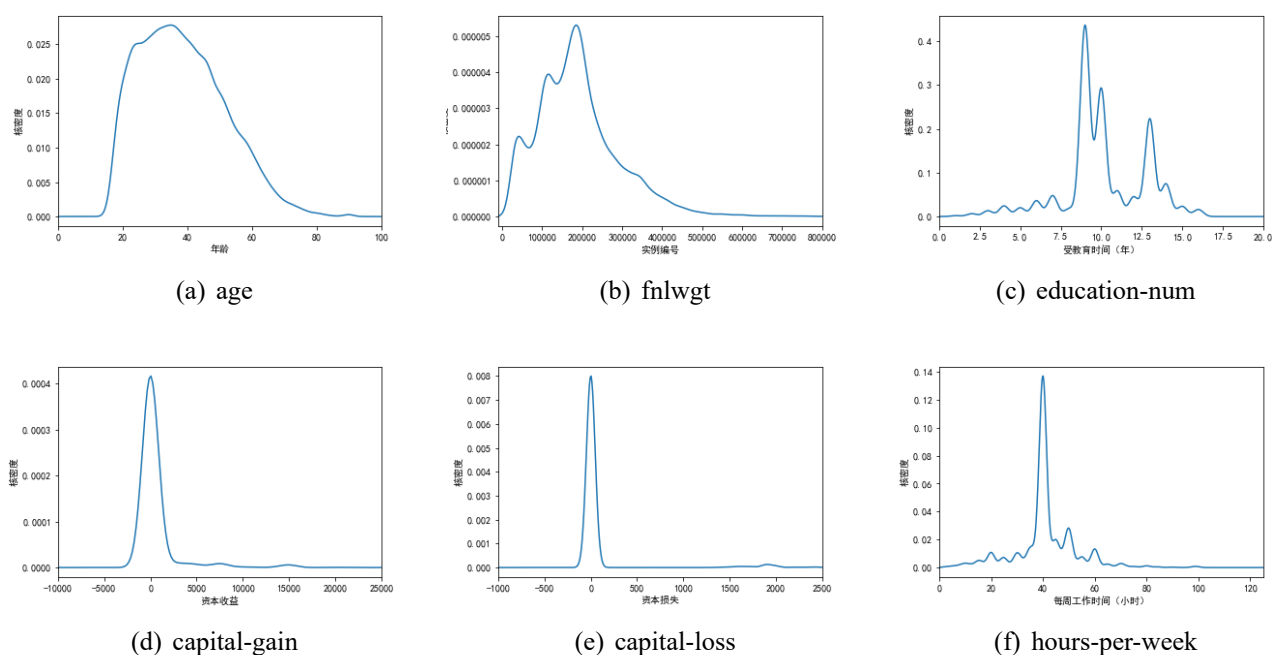 0.025
0.020
0.015
0.010
0.005
0.000
核密度
0 20 40 60 80 100
年龄
(a) age
0.000005
0.000004
0.000003
0.000002
0.000001
0.000000
0 100000 200000 300000 400000 500000 600000 700000 800000
实例编号
(b) fnlwgt
0.4
0.3
0.2
0.1
0.0
核密度
0.0 2.5 5.0 7.5 10.0 12.5 15.0 17.5 20.0
受教育时间（年）
(c) education-num
0.0004
0.0003
0.0002
0.0001
0.0000
核密度
−10000 −5000 0 5000 10000 15000 20000 25000
资本收益
(d) capital-gain
0.008
0.007
0.006
0.005
0.004
0.003
0.002
0.001
0.000
核密度
−1000 −500 0 500 1000 1500 2000 2500
资本损失
(e) capital-loss
0.14
0.12
0.10
0.08
0.06
0.04
0.02
0.00
核密度
0 20 40 60 80 100 120
每周工作时间（小时）
(f) hours-per-week